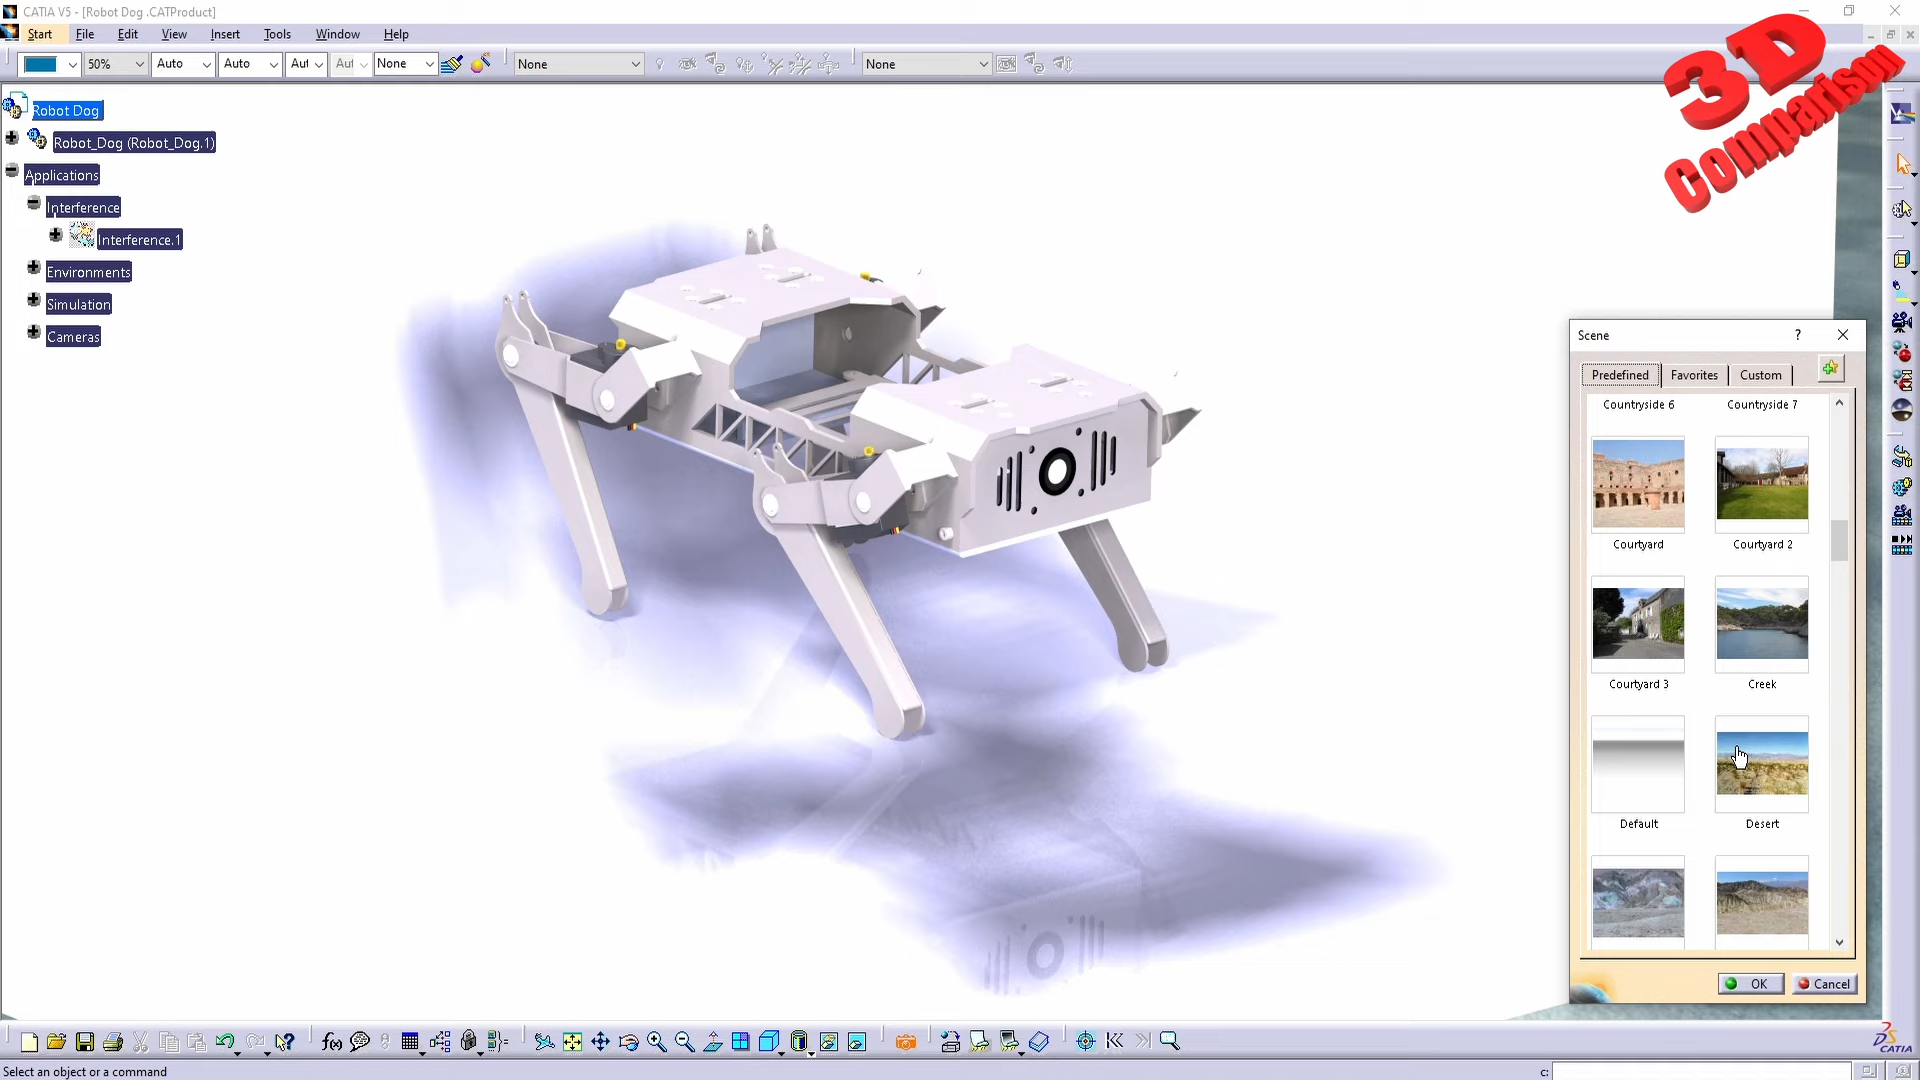 CATIA V5 - [Robot Dog .CATProduct]
Start File Edit View Insert Tools Window Help
50% Auto Auto Aut Aut None None None
3D
Comparison
Robot Dog
Robot_Dog (Robot_Dog.1)
Applications
Interference
Interference.1
Environments
Simulation
Cameras
Scene ?
Predefined Favorites Custom
Countryside 6 Countryside 7
Courtyard Courtyard 2
Courtyard 3 Creek
Default Desert
OK Cancel
f(x)
CATIA
Select an object or a command c: